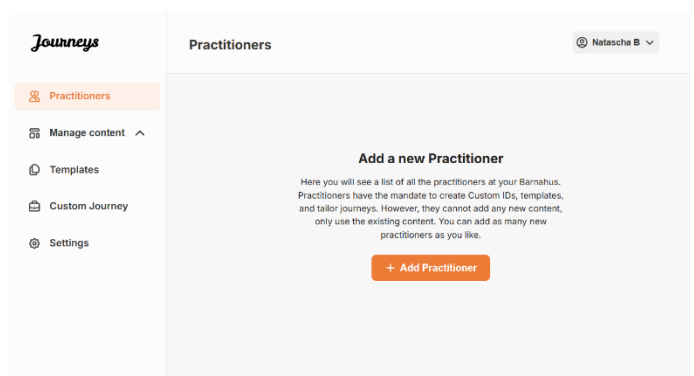 Journeys
Practitioners
Natascha B
Practitioners
Manage content
Templates
Custom Journey
Settings
Add a new Practitioner
Here you will see a list of all the practitioners at your Barnahus.
Practitioners have the mandate to create Custom IDs, templates,
and tailor journeys. However, they cannot add any new content,
only use the existing content. You can add as many new
practitioners as you like.
+ Add Practitioner